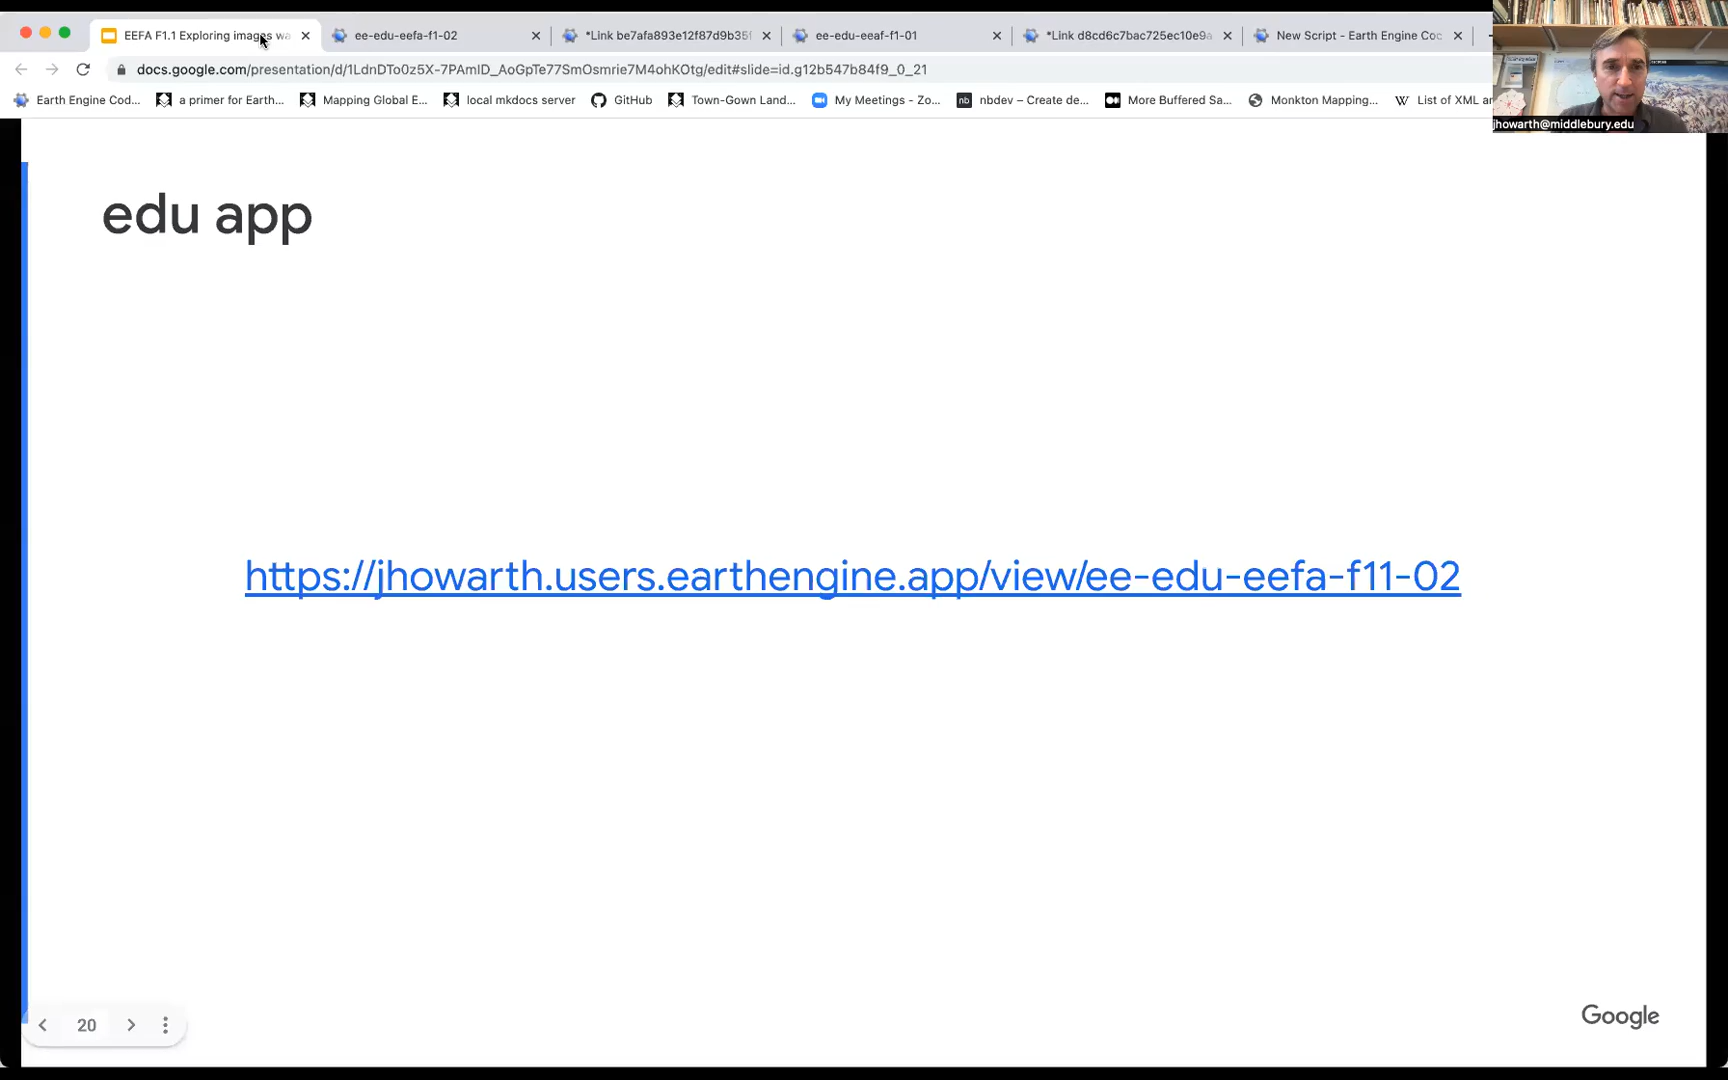 EEFA F1.1 Exploring images wa
ee-edu-eefa-f1-02
*Link be7afa893e12f87d9b35f
ee-edu-eeaf-f1-01
*Link d8cd6c7bac725ec10e9a
New Script - Earth Engine Coc
docs.google.com/presentation/d/1LdnDTo0z5X-7PAmID_AoGpTe77SmOsmrie7M4ohKOtg/edit#slide=id.g12b547b84f9_0_21
Earth Engine Cod...
a primer for Earth...
Mapping Global E...
local mkdocs server
GitHub
Town-Gown Land...
My Meetings - Zo...
nb
nbdev – Create de...
More Buffered Sa...
Monkton Mapping...
W
List of XML an
jhowarth@middlebury.edu
edu app
https://jhowarth.users.earthengine.app/view/ee-edu-eefa-f11-02
20
Google